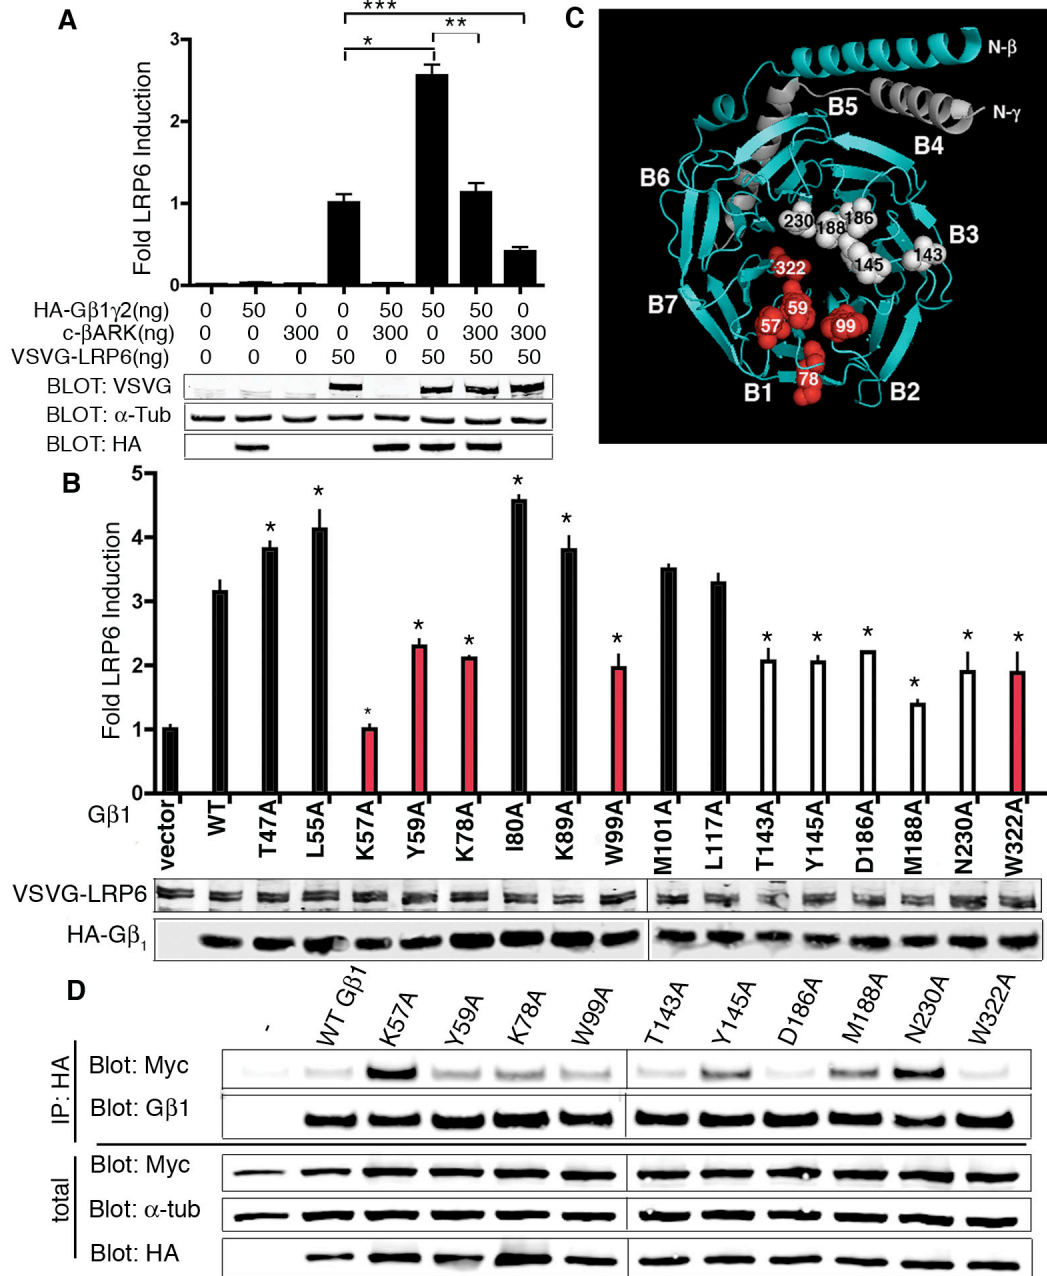 A
***
**
*
3
2
1
0
Fold LRP6 Induction
HA-Gβ1γ2(ng) 0 50 0 0 50 50 50 0
c-βARK(ng) 0 0 300 0 300 0 300 300
VSVG-LRP6(ng) 0 0 0 50 0 50 50 50
BLOT: VSVG
BLOT: α-Tub
BLOT: HA
C
N-β
N-γ
B5
B4
B6
B3
B7
B1
B2
230
188
186
145
143
322
59
57
99
78
B
5
4
3
2
1
0
Fold LRP6 Induction
* * * * * * * * * * * * * *
Gβ1
vector WT T47A L55A K57A Y59A K78A I80A K89A W99A M101A L117A T143A Y145A D186A M188A N230A W322A
VSVG-LRP6
HA-Gβ1
D
- WT Gβ1 K57A Y59A K78A W99A T143A Y145A D186A M188A N230A W322A
IP: HA
Blot: Myc
Blot: Gβ1
total
Blot: Myc
Blot: α-tub
Blot: HA